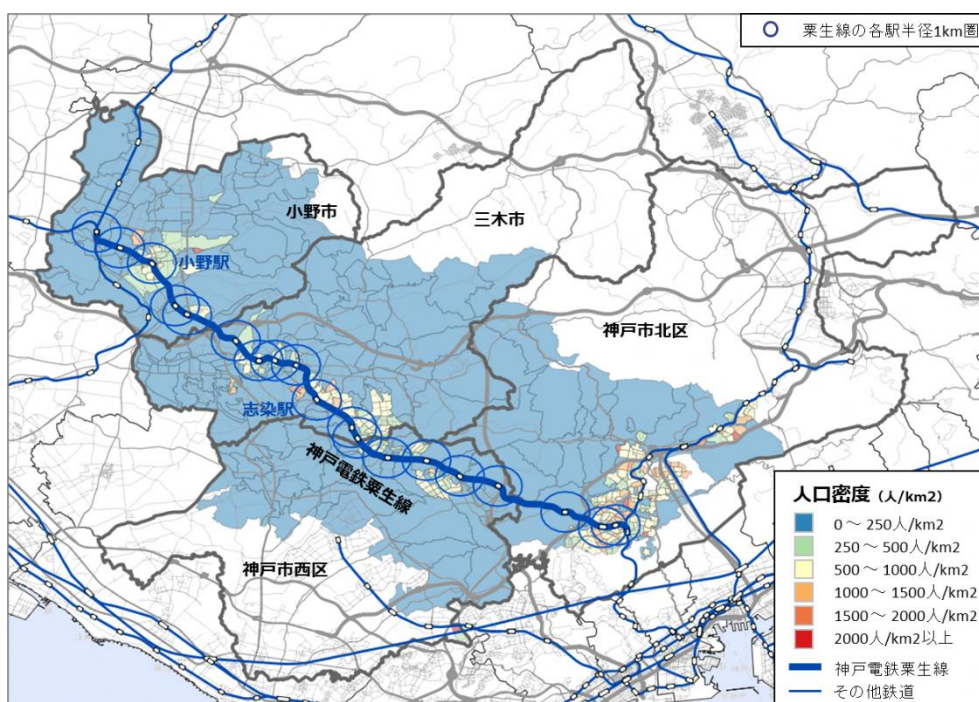 粟生線の各駅半径1km圏
小野市
三木市
小野駅
神戸市北区
志染駅
神戸電鉄粟生線
神戸市西区
人口密度（人/km2）
0～250人/km2
250～500人/km2
500～1000人/km2
1000～1500人/km2
1500～2000人/km2
2000人/km2以上
神戸電鉄粟生線
その他鉄道